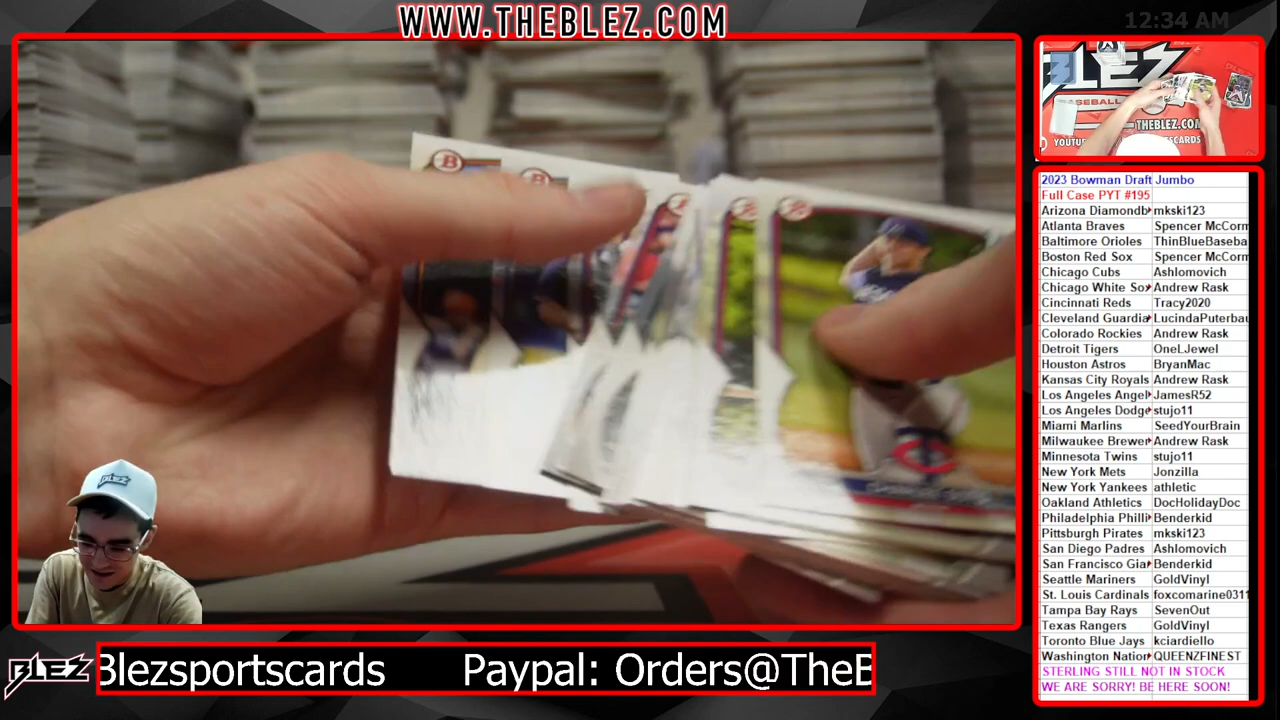 WWW.THEBLEZ.COM
12:34 AM
BLEZ
BASEBALL
THEBLEZ.COM
2023 Bowman Draft Jumbo
Full Case PYT #195
Arizona Diamondb mkski123
Atlanta Braves Spencer McCorm
Baltimore Orioles ThinBlueBaseba
Boston Red Sox Spencer McCorm
Chicago Cubs Ashlomovich
Chicago White Sox Andrew Rask
Cincinnati Reds Tracy2020
Cleveland Guardia LucindaPuterbau
Colorado Rockies Andrew Rask
Detroit Tigers OneLJewel
Houston Astros BryanMac
Kansas City Royals Andrew Rask
Los Angeles Angel JamesR52
Los Angeles Dodge stujo11
Miami Marlins SeedYourBrain
Milwaukee Brewer Andrew Rask
Minnesota Twins stujo11
New York Mets Jonzilla
New York Yankees athletic
Oakland Athletics DocHolidayDoc
Philadelphia Philli Benderkid
Pittsburgh Pirates mkski123
San Diego Padres Ashlomovich
San Francisco Gia Benderkid
Seattle Mariners GoldVinyl
St. Louis Cardinals foxcomarine0311
Tampa Bay Rays SevenOut
Texas Rangers GoldVinyl
Toronto Blue Jays kciardiello
Washington Nation QUEENZFINEST
STERLING STILL NOT IN STOCK
WE ARE SORRY! BE HERE SOON!
BLEZ
BLEZ Blezsportscards Paypal: Orders@TheB